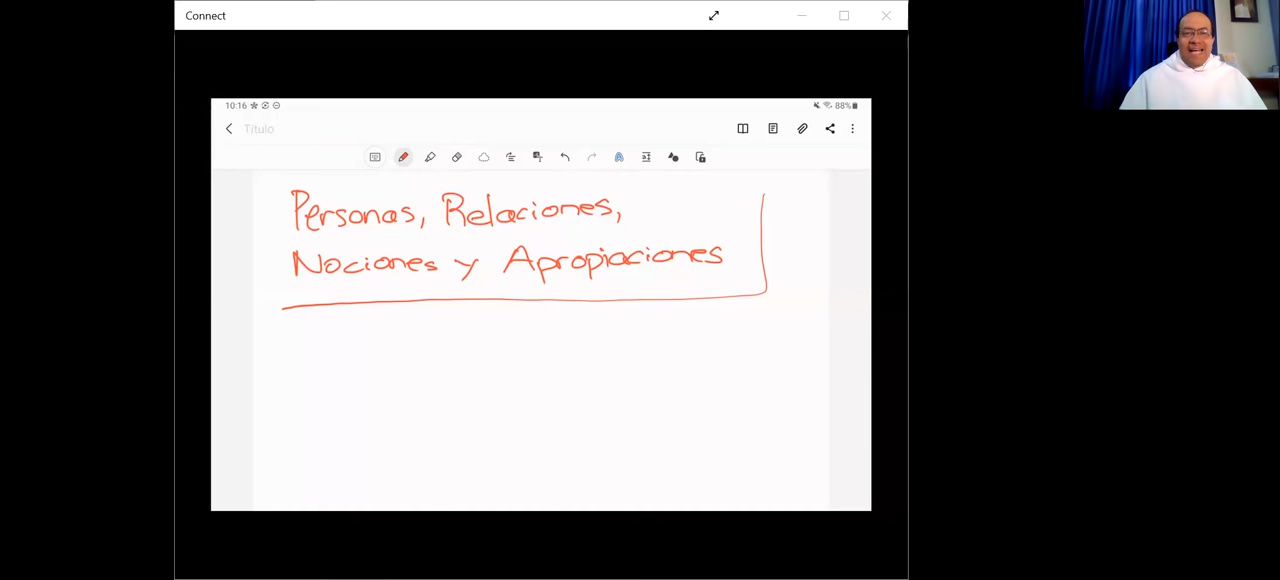 Connect
10:16
88%
Título
Personas, Relaciones,
Nociones y Apropiaciones